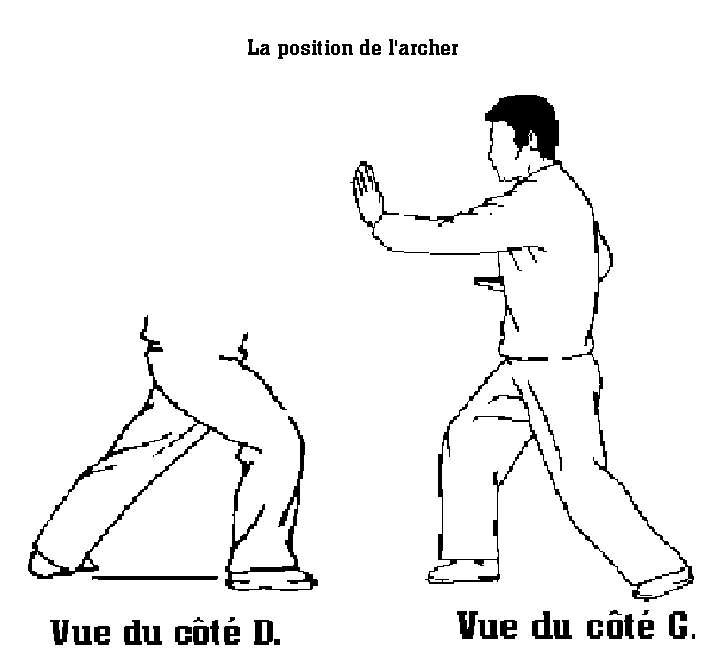 La position de l'archer
Vue du côté D.
Vue du côté G.